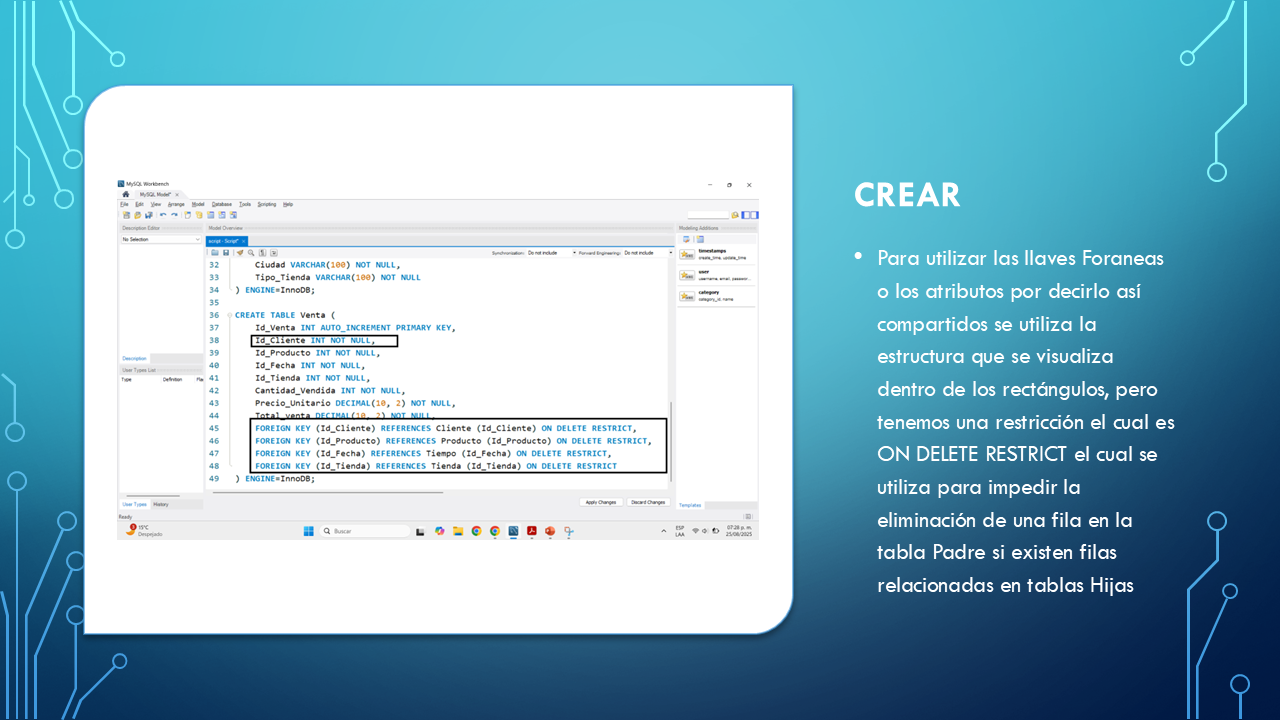 MySQL Workbench
MySQL Model*
File Edit View Arrange Model Database Tools Scripting Help
Description Editor
Model Overview
Modeling Additions
No Selection
script - Script*
Synchronization: Do not include
Forward Engineering: Do not include
timestamps
create_time, update_time
user
username, email, passwor...
category
category_id, name
32 Ciudad VARCHAR(100) NOT NULL,
33 Tipo_Tienda VARCHAR(100) NOT NULL
34 ) ENGINE=InnoDB;
35
36 CREATE TABLE Venta (
37 Id_Venta INT AUTO_INCREMENT PRIMARY KEY,
38 Id_Cliente INT NOT NULL,
39 Id_Producto INT NOT NULL,
40 Id_Fecha INT NOT NULL,
41 Id_Tienda INT NOT NULL,
42 Cantidad_Vendida INT NOT NULL,
43 Precio_Unitario DECIMAL(10, 2) NOT NULL,
44 Total_venta DECIMAL(10, 2) NOT NULL,
45 FOREIGN KEY (Id_Cliente) REFERENCES Cliente (Id_Cliente) ON DELETE RESTRICT,
46 FOREIGN KEY (Id_Producto) REFERENCES Producto (Id_Producto) ON DELETE RESTRICT,
47 FOREIGN KEY (Id_Fecha) REFERENCES Tiempo (Id_Fecha) ON DELETE RESTRICT,
48 FOREIGN KEY (Id_Tienda) REFERENCES Tienda (Id_Tienda) ON DELETE RESTRICT
49 ) ENGINE=InnoDB;
Description
User Types List
Type Definition Fla
User Types History
Apply Changes Discard Changes
Templates
Ready
15°C
Despejado
Buscar
ESP
LAA
07:28 p. m.
25/08/2025
CREAR
• Para utilizar las llaves Foraneas
o los atributos por decirlo así
compartidos se utiliza la
estructura que se visualiza
dentro de los rectángulos, pero
tenemos una restricción el cual es
ON DELETE RESTRICT el cual se
utiliza para impedir la
eliminación de una fila en la
tabla Padre si existen filas
relacionadas en tablas Hijas